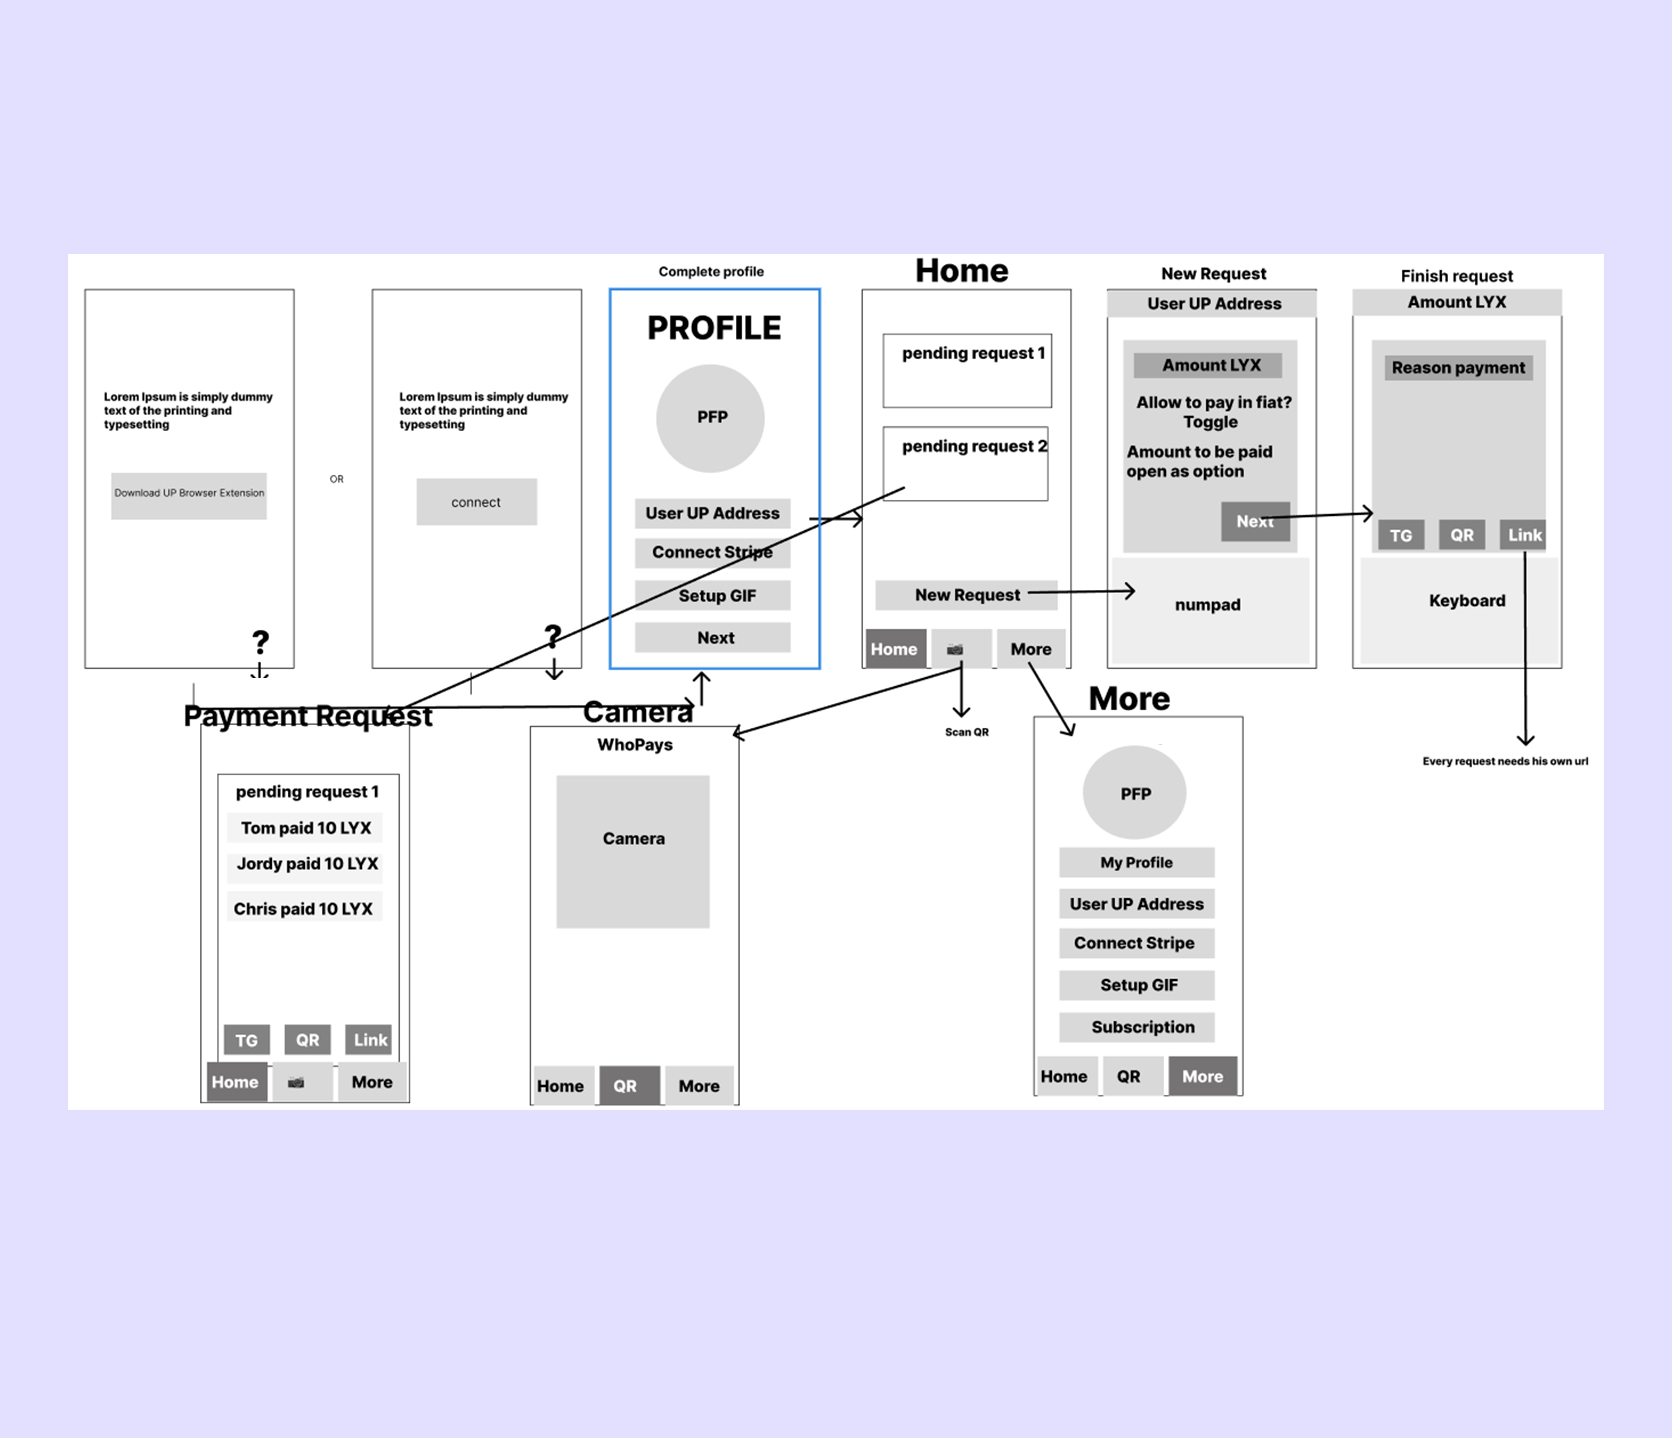 Complete profile
Home
New Request
Finish request
Lorem Ipsum is simply dummy
text of the printing and
typesetting
Download UP Browser Extension
?
OR
Lorem Ipsum is simply dummy
text of the printing and
typesetting
connect
?
PROFILE
PFP
User UP Address
Connect Stripe
Setup GIF
Next
pending request 1
pending request 2
New Request
Home
More
User UP Address
Amount LYX
Allow to pay in fiat?
Toggle
Amount to be paid
open as option
Next
numpad
Amount LYX
Reason payment
TG
QR
Link
Keyboard
Payment Request
pending request 1
Tom paid 10 LYX
Jordy paid 10 LYX
Chris paid 10 LYX
TG
QR
Link
Home
More
Camera
WhoPays
Camera
Home
QR
More
Scan QR
More
PFP
My Profile
User UP Address
Connect Stripe
Setup GIF
Subscription
Home
QR
More
Every request needs his own url